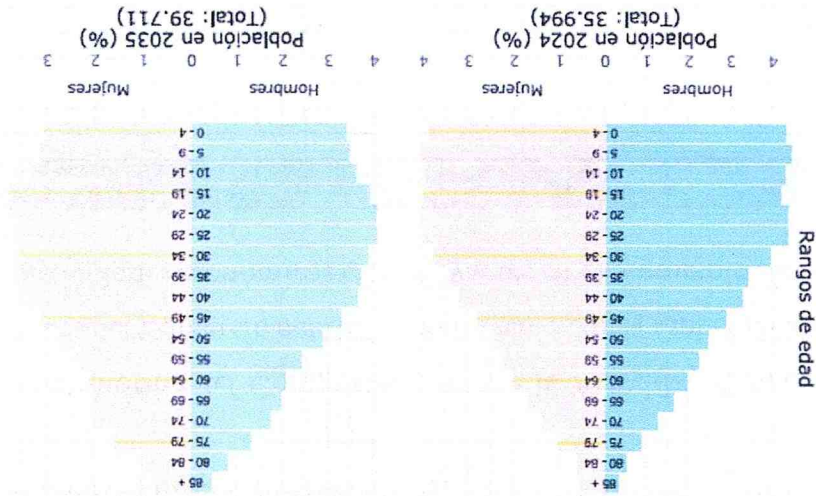 Rangos de edad
85 +
80 - 84
75 - 79
70 - 74
65 - 69
60 - 64
55 - 59
50 - 54
45 - 49
40 - 44
35 - 39
30 - 34
25 - 29
20 - 24
15 - 19
10 - 14
5 - 9
0 - 4
Hombres Mujeres
4 3 2 1 0 1 2 3 4
Población en 2024 (%)
(Total: 35.994)
85 +
80 - 84
75 - 79
70 - 74
65 - 69
60 - 64
55 - 59
50 - 54
45 - 49
40 - 44
35 - 39
30 - 34
25 - 29
20 - 24
15 - 19
10 - 14
5 - 9
0 - 4
Hombres Mujeres
4 3 2 1 0 1 2 3
Población en 2035 (%)
(Total: 39.711)